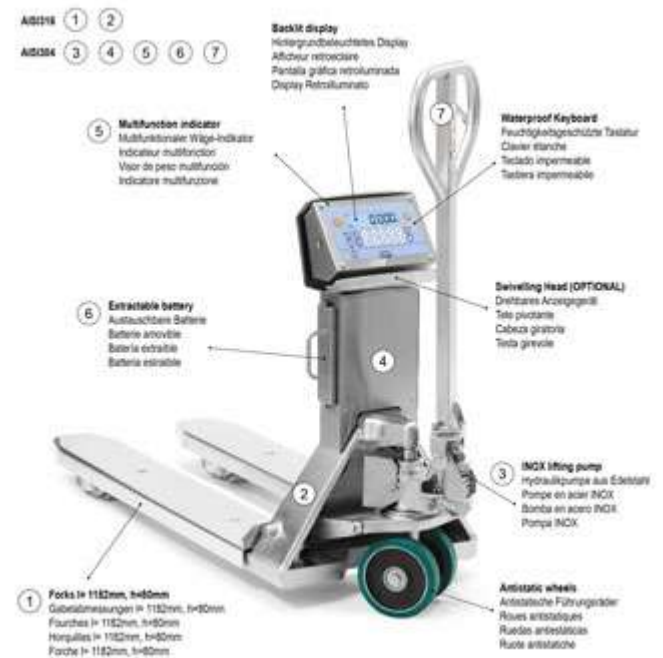 AISI316 1 2
AISI304 3 4 5 6 7
Backlit display
Hintergrundbeleuchtetes Display
Afficheur retroeclaire
Pantalla gráfica retroiluminada
Display Retroilluminato
5 Multifunction indicator
Multifunktionaler Wäge-Indikator
Indicateur multifonction
Visor de peso multifunción
Indicatore multifunzione
7
Waterproof Keyboard
Feuchtigkeitsgeschützte Tastatur
Clavier étanche
Teclado impermeable
Tastiera impermeabile
6 Extractable battery
Austauschbare Batterie
Batterie amovible
Batería extraíble
Batteria estraibile
4
Swivelling Head (OPTIONAL)
Drehbares Anzeigegerät
Tete pivotante
Cabeza giratoria
Testa girevole
2
3 INOX lifting pump
Hydraulikpumpe aus Edelstahl
Pompe en acier INOX
Bomba en acero INOX
Pompa INOX
1 Forks l= 1182mm, h=80mm
Gabelabmessungen l= 1182mm, h=80mm
Fourches l= 1182mm, h=80mm
Horquilles l= 1182mm, h=80mm
Forche l= 1182mm, h=80mm
Antistatic wheels
Antistatische Führungsräder
Roues antistatiques
Ruedas antiestáticas
Ruote antistatiche